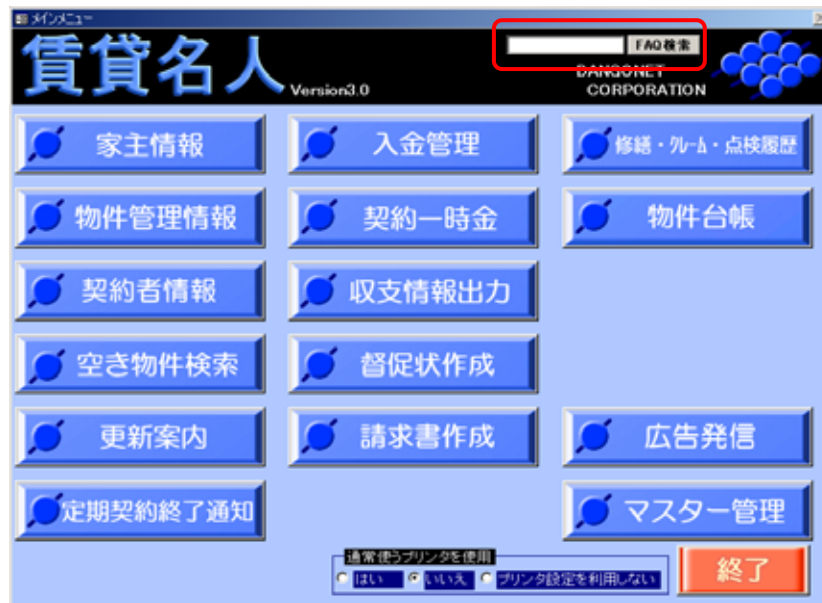 メインメニュー
賃貸名人 Version3.0
FAQ検索
DANGONET
CORPORATION
家主情報
入金管理
修繕・クレーム・点検履歴
物件管理情報
契約一時金
物件台帳
契約者情報
収支情報出力
空き物件検索
督促状作成
更新案内
請求書作成
広告発信
定期契約終了通知
マスター管理
通常使うプリンタを使用
はい いいえ プリンタ設定を利用しない
終了